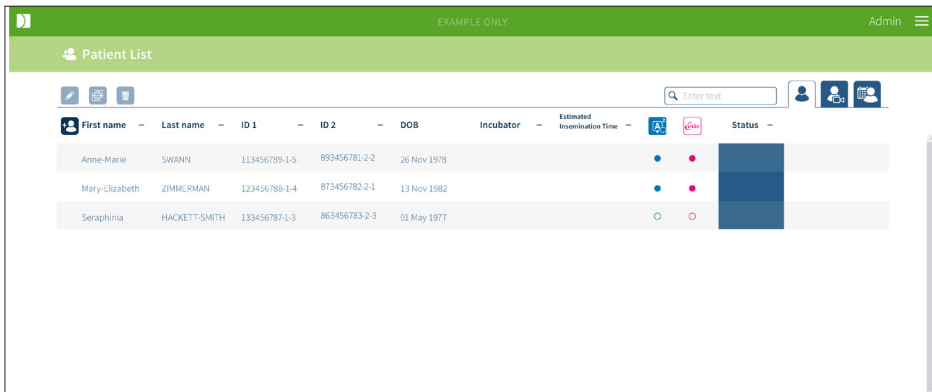 EXAMPLE ONLY Admin
Patient List
Enter text
First name – Last name – ID 1 – ID 2 – DOB Incubator – Estimated Insemination Time – [A] Eeva Status –
Anne-Marie SWANN 113456789-1-5 893456781-2-2 26 Nov 1978
Mary-Elizabeth ZIMMERMAN 123456788-1-4 873456782-2-1 13 Nov 1982
Seraphinia HACKETT-SMITH 133456787-1-3 863456783-2-3 01 May 1977